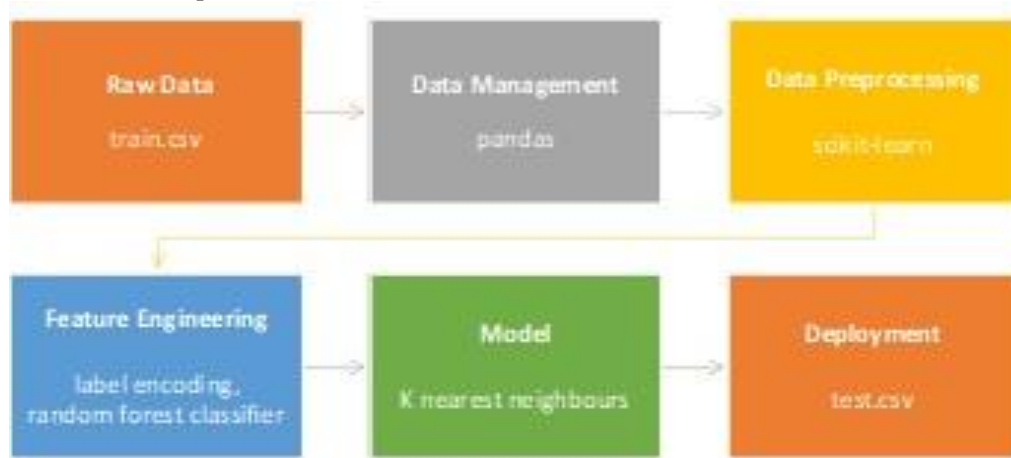 Raw Data
train.csv
Data Management
pandas
Data Preprocessing
scikit-learn
Feature Engineering
label encoding,
random forest classifier
Model
K nearest neighbours
Deployment
test.csv